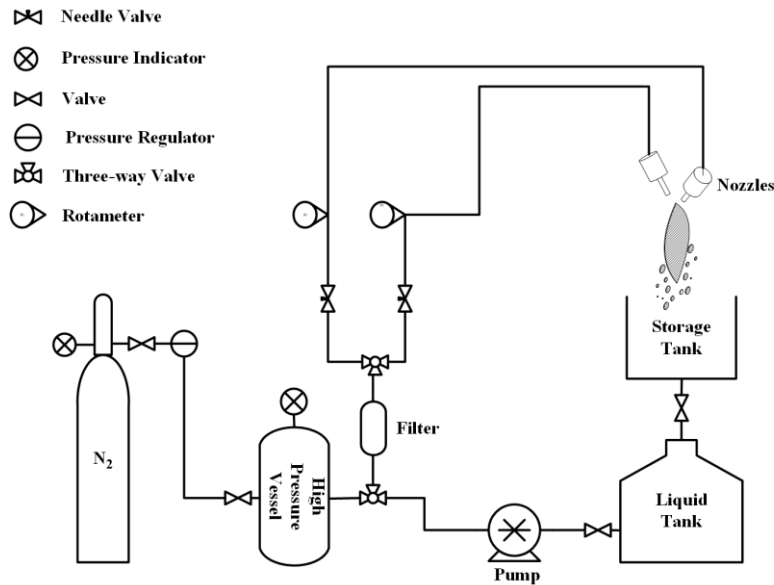 Needle Valve
Pressure Indicator
Valve
Pressure Regulator
Three-way Valve
Rotameter
Nozzles
Storage
Tank
N₂
High
Pressure
Vessel
Filter
Liquid
Tank
Pump